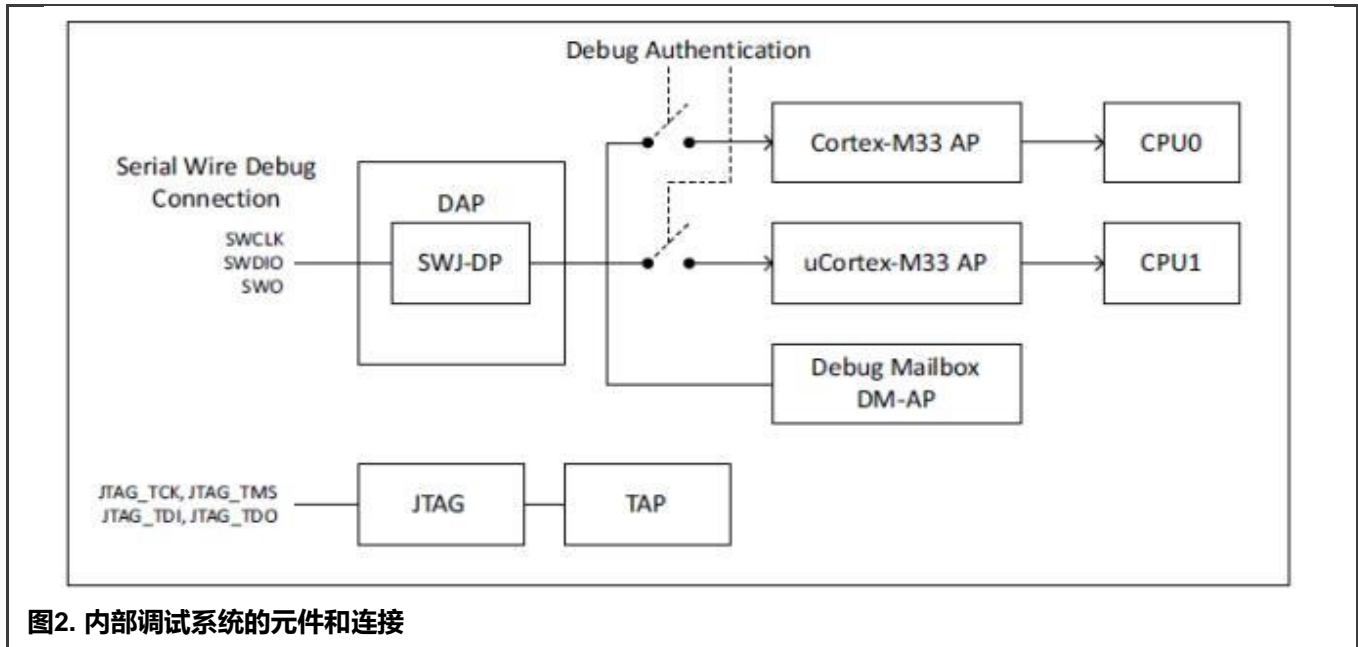 Debug Authentication
Serial Wire Debug
Connection
SWCLK
SWDIO
SWO
DAP
SWJ-DP
Cortex-M33 AP
CPU0
uCortex-M33 AP
CPU1
Debug Mailbox
DM-AP
JTAG_TCK, JTAG_TMS
JTAG_TDI, JTAG_TDO
JTAG
TAP
图2. 内部调试系统的元件和连接